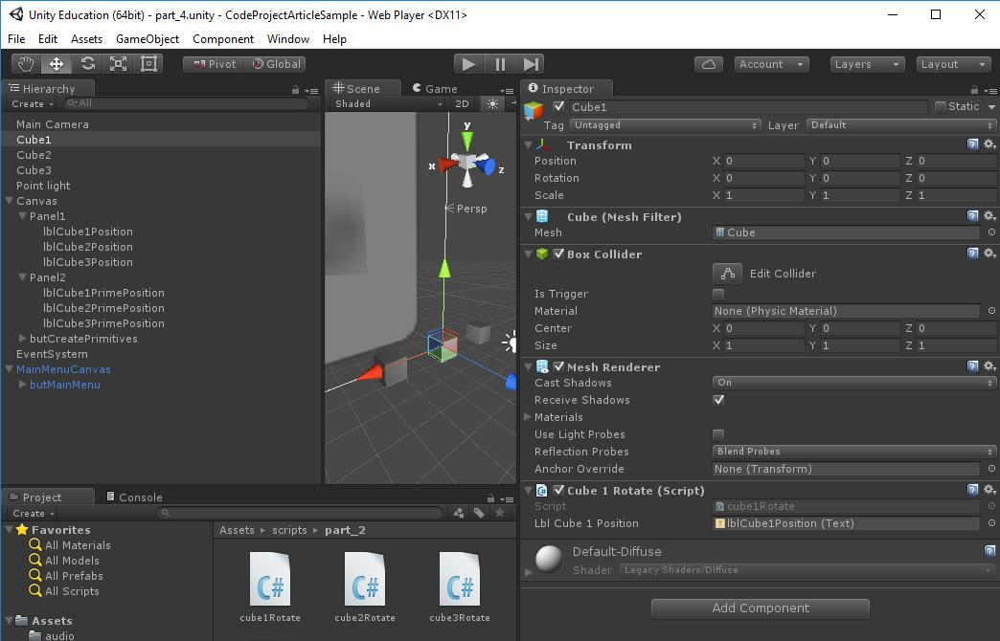 Unity Education (64bit) - part_4.unity - CodeProjectArticleSample - Web Player <DX11>
File Edit Assets GameObject Component Window Help
Pivot Global Account Layers Layout
Hierarchy
Create All
Main Camera
Cube1
Cube2
Cube3
Point light
Canvas
Panel1
lblCube1Position
lblCube2Position
lblCube3Position
Panel2
lblCube1PrimePosition
lblCube2PrimePosition
lblCube3PrimePosition
butCreatePrimitives
EventSystem
MainMenuCanvas
butMainMenu
Scene Game
Shaded 2D
y
x z
Persp
Inspector
Cube1 Static
Tag Untagged Layer Default
Transform
Position X 0 Y 0 Z 0
Rotation X 0 Y 0 Z 0
Scale X 1 Y 1 Z 1
Cube (Mesh Filter)
Mesh Cube
Box Collider
Edit Collider
Is Trigger
Material None (Physic Material)
Center X 0 Y 0 Z 0
Size X 1 Y 1 Z 1
Mesh Renderer
Cast Shadows On
Receive Shadows
Materials
Use Light Probes
Reflection Probes Blend Probes
Anchor Override None (Transform)
Cube 1 Rotate (Script)
Script cube1Rotate
Lbl Cube 1 Position lblCube1Position (Text)
Default-Diffuse
Shader Legacy Shaders/Diffuse
Add Component
Project Console
Create
Favorites
All Materials
All Models
All Prefabs
All Scripts
Assets
audio
Assets scripts part_2
C# C# C#
cube1Rotate cube2Rotate cube3Rotate